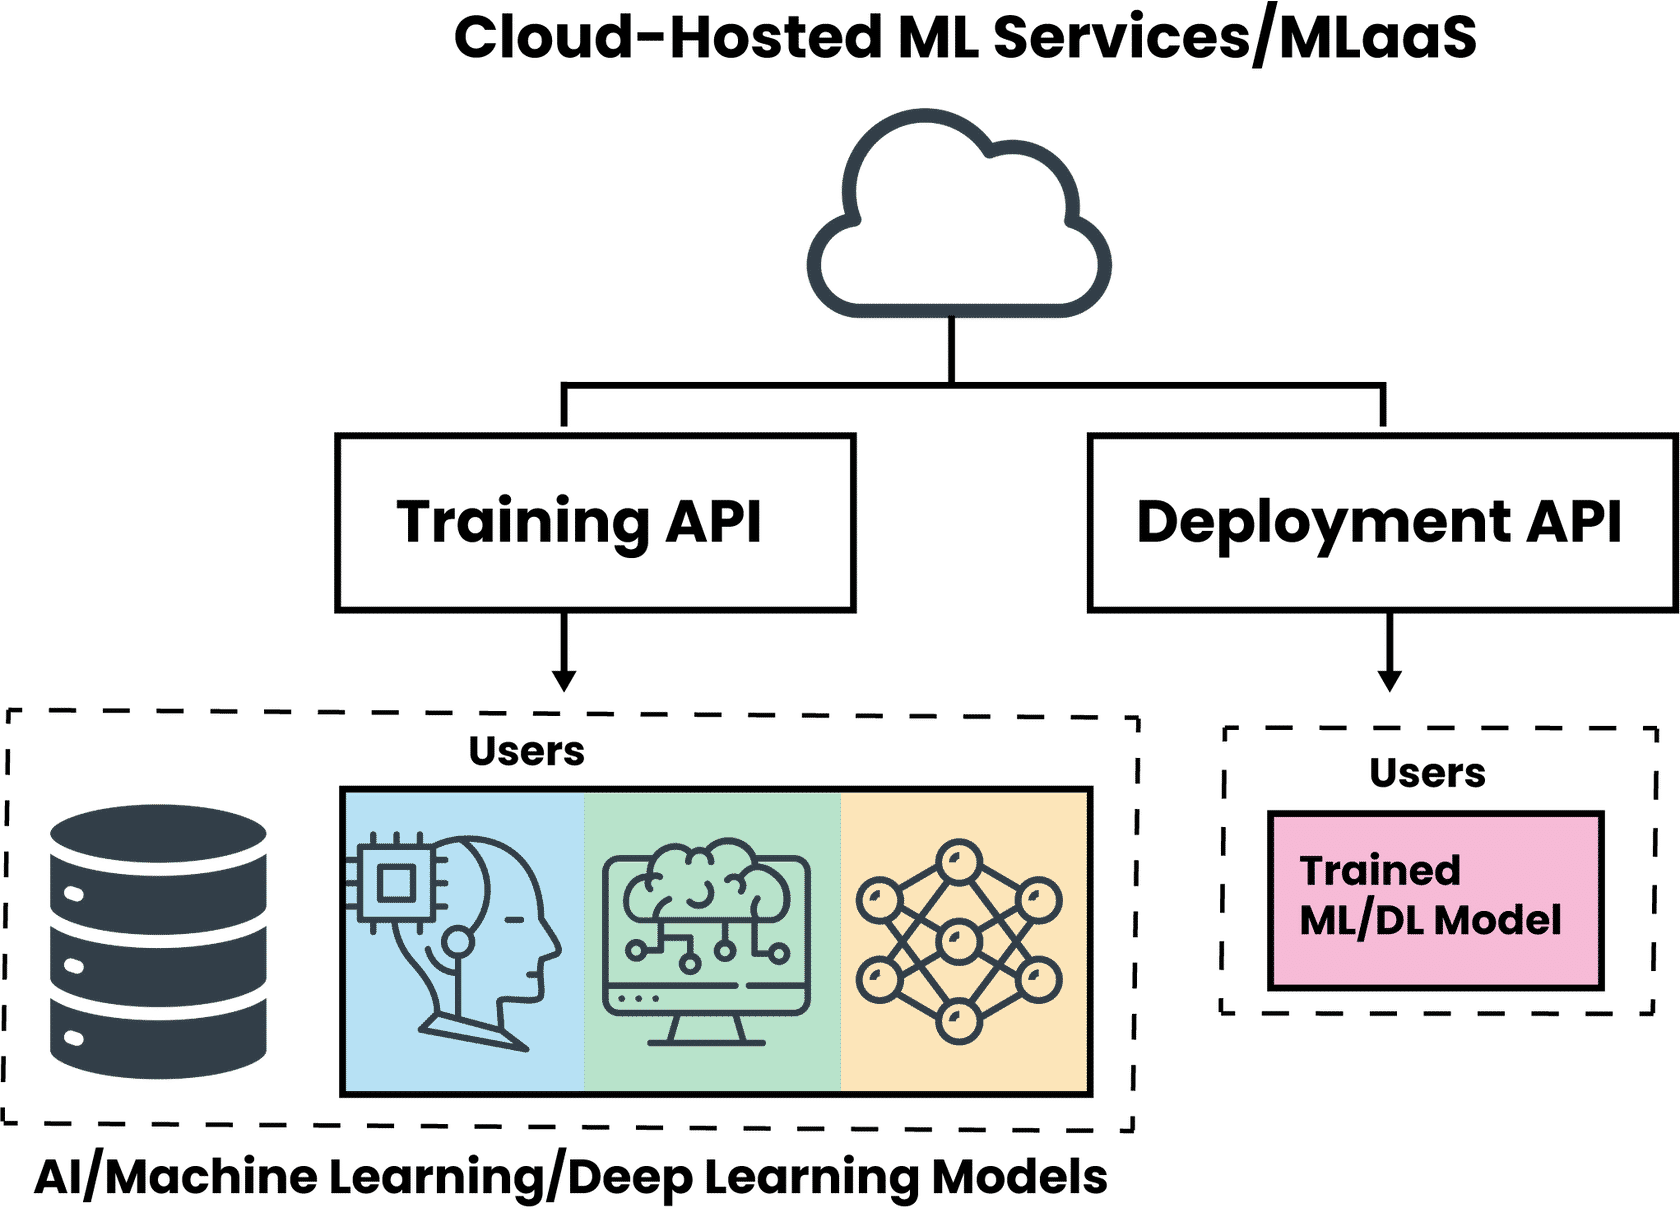 Cloud-Hosted ML Services/MLaaS
Training API
Deployment API
Users
Users
Trained
ML/DL Model
AI/Machine Learning/Deep Learning Models